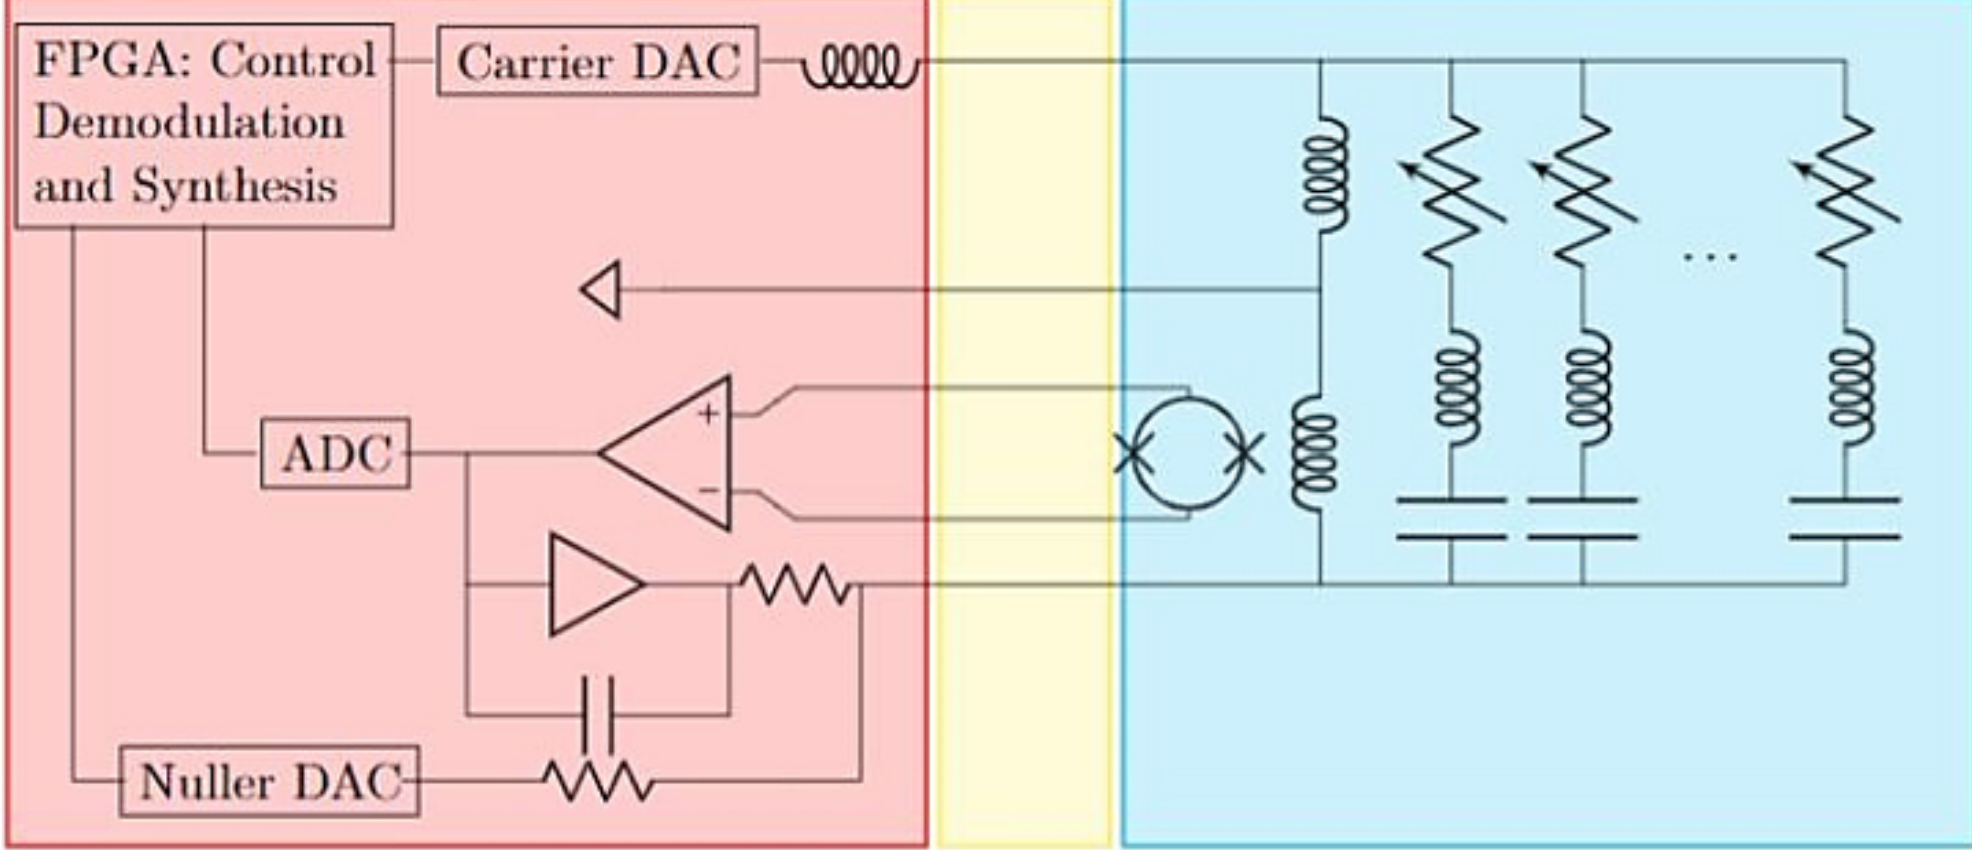 FPGA: Control
Demodulation
and Synthesis
Carrier DAC
+
−
ADC
Nuller DAC
...